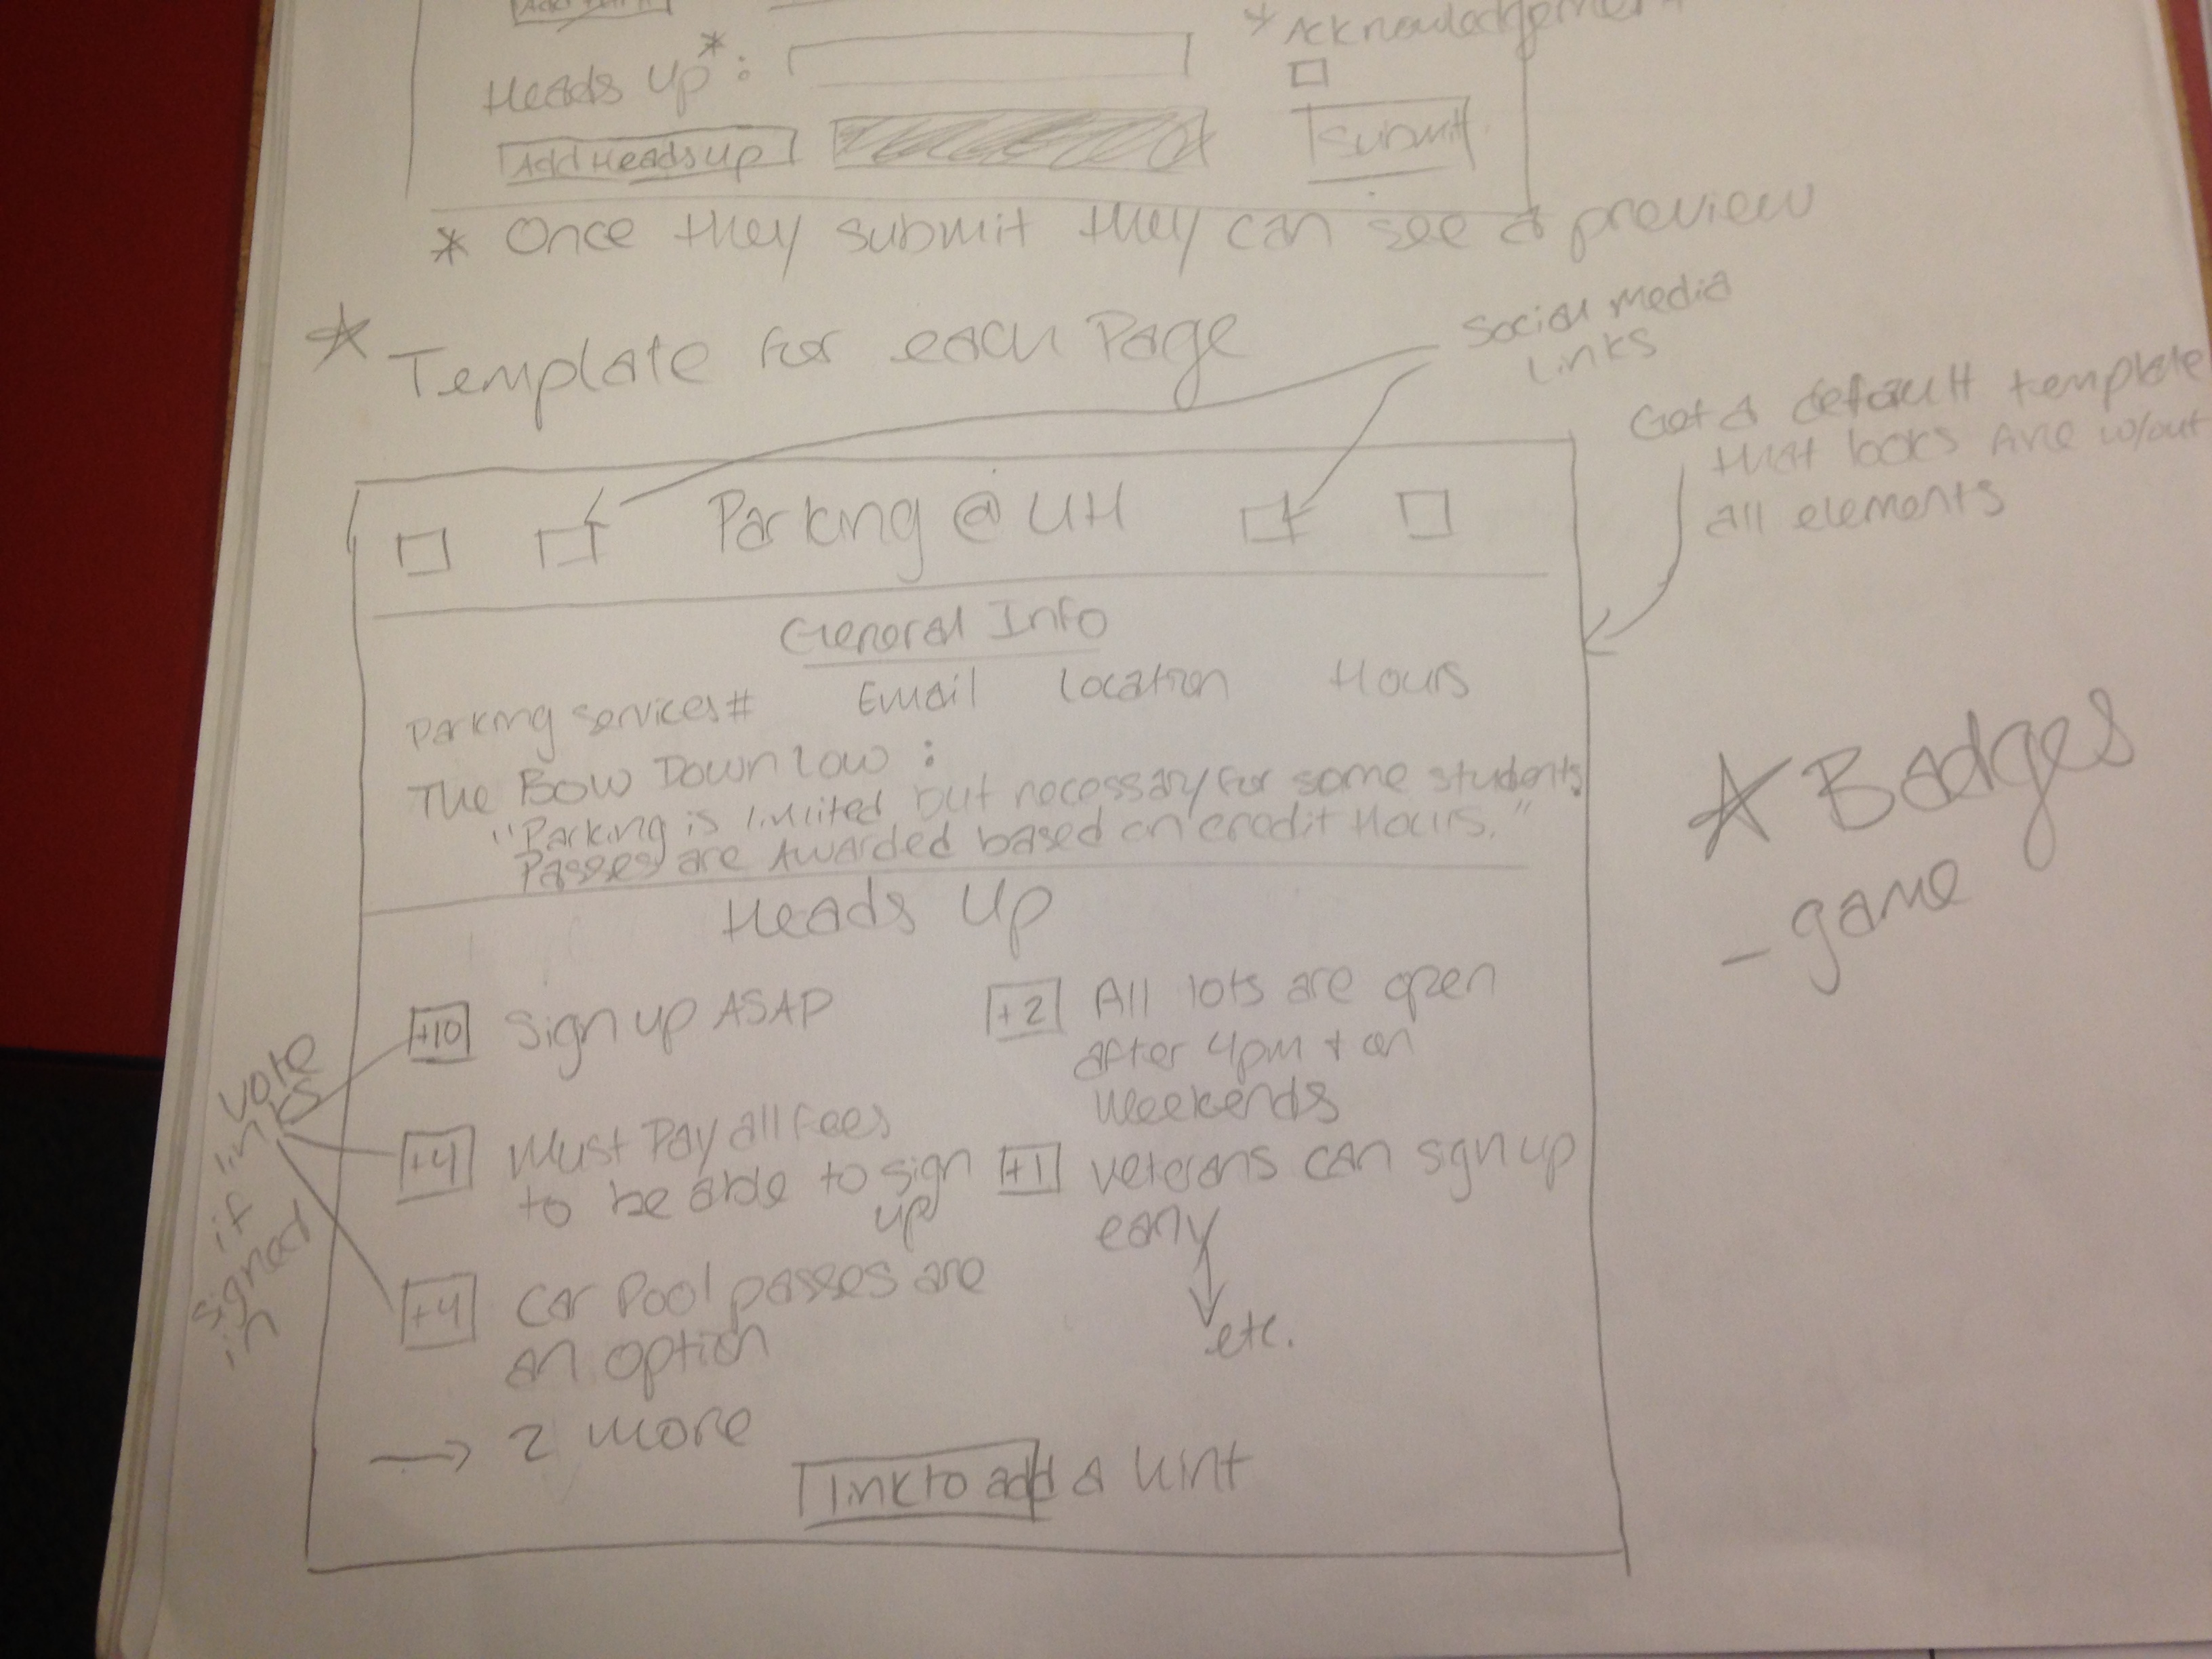 * Acknowledgement
Heads Up* :
Add Heads Up
Submit
* Once they submit they can see a preview
Template for each Page
Social Media
Links
Get a default template
that looks fine w/out
all elements
Parking @ UH
General Info
Parking Services # Email Location Hours
The Bow Down Low :
"Parking is limited but necessary for some students.
Passes are Awarded based on credit Hours."
Badges
- game
Heads Up
+10 Sign up ASAP
+2 All lots are open
after 4pm + on
weekends
vote
links
if
signed
in
+4 Must Pay all fees
to be able to sign
up
+1 veterans can sign up
early
etc.
+4 Car Pool passes are
an option
→ 2 more
link to add a hint